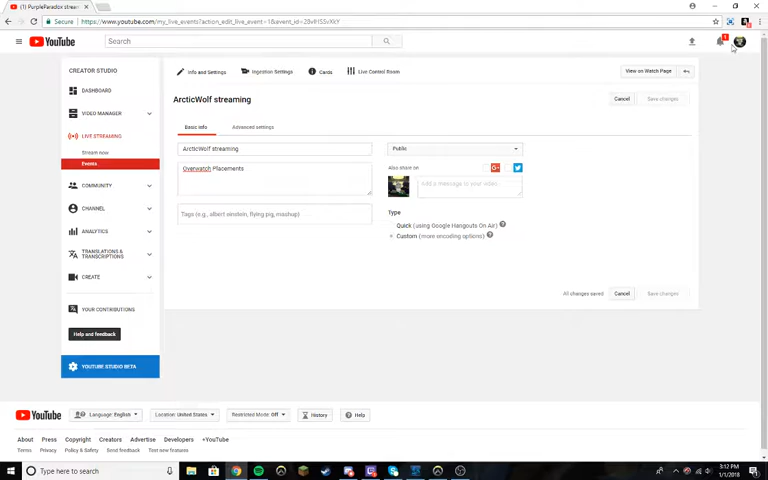 PurpleParadox stream
Secure
https://www.youtube.com/my_live_events?action_edit_live_event=1&event_id=
YouTube
Search
1
CREATOR STUDIO
DASHBOARD
VIDEO MANAGER
LIVE STREAMING
Stream now
Events
COMMUNITY
CHANNEL
ANALYTICS
TRANSLATIONS &
TRANSCRIPTIONS
CREATE
YOUR CONTRIBUTIONS
Help and feedback
YOUTUBE STUDIO BETA
Info and Settings
Ingestion Settings
Cards
Live Control Room
View on Watch Page
ArcticWolf streaming
Cancel
Save changes
Basic info
Advanced settings
ArcticWolf streaming
Overwatch Placements
Tags (e.g., albert einstein, flying pig, mashup)
Public
Also share on
G+
Add a message to your video
Type
Quick (using Google Hangouts On Air) ?
Custom (more encoding options) ?
All changes saved
Cancel
Save changes
YouTube
Language: English
Location: United States
Restricted Mode: Off
History
Help
About Press Copyright Creators Advertise Developers +YouTube
Terms Privacy Policy & Safety Send feedback Test new features
Type here to search
3:12 PM
1/1/2018